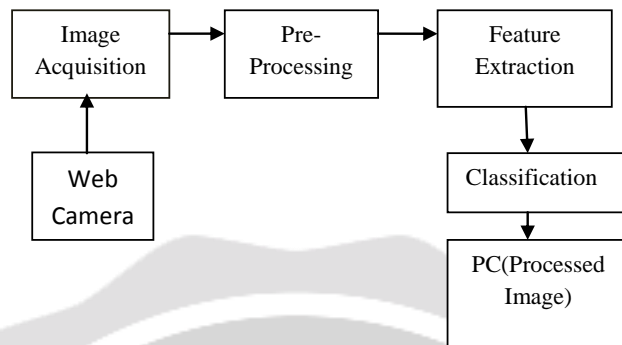 Image
Acquisition
Pre-
Processing
Feature
Extraction
Web
Camera
Classification
PC(Processed
Image)